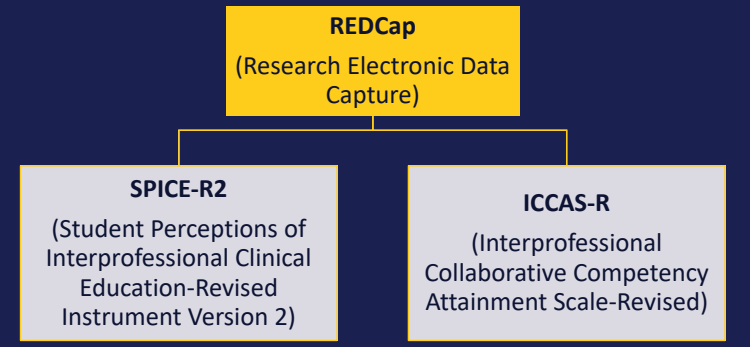 REDCap
(Research Electronic Data
Capture)
SPICE-R2
(Student Perceptions of
Interprofessional Clinical
Education-Revised
Instrument Version 2)
ICCAS-R
(Interprofessional
Collaborative Competency
Attainment Scale-Revised)